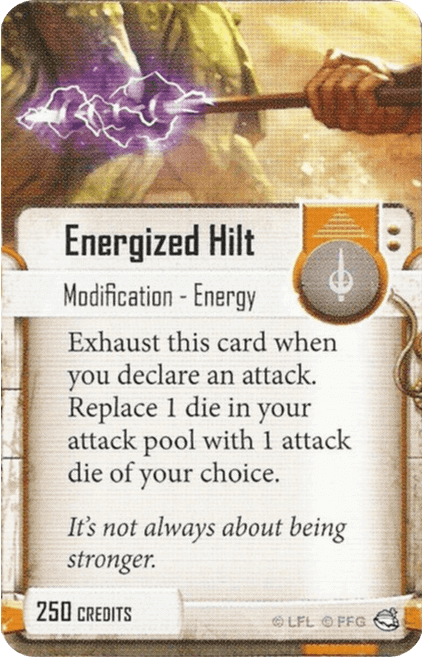 Energized Hilt
Modification - Energy
Exhaust this card when
you declare an attack.
Replace 1 die in your
attack pool with 1 attack
die of your choice.
It's not always about being
stronger.
250 CREDITS
© LFL © FFG